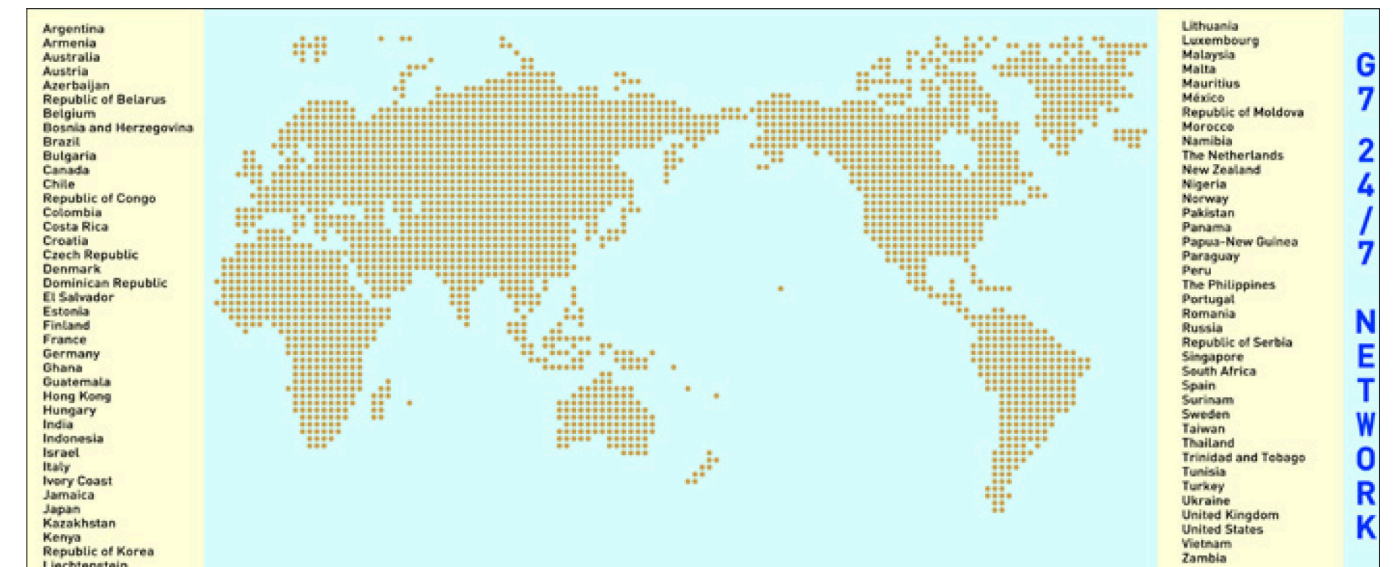 Argentina
Armenia
Australia
Austria
Azerbaijan
Republic of Belarus
Belgium
Bosnia and Herzegovina
Brazil
Bulgaria
Canada
Chile
Republic of Congo
Colombia
Costa Rica
Croatia
Czech Republic
Denmark
Dominican Republic
El Salvador
Estonia
Finland
France
Germany
Ghana
Guatemala
Hong Kong
Hungary
India
Indonesia
Israel
Italy
Ivory Coast
Jamaica
Japan
Kazakhstan
Kenya
Republic of Korea
Liechtenstein
Lithuania
Luxembourg
Malaysia
Malta
Mauritius
México
Republic of Moldova
Morocco
Namibia
The Netherlands
New Zealand
Nigeria
Norway
Pakistan
Panama
Papua-New Guinea
Paraguay
Peru
The Philippines
Portugal
Romania
Russia
Republic of Serbia
Singapore
South Africa
Spain
Surinam
Sweden
Taiwan
Thailand
Trinidad and Tobago
Tunisia
Turkey
Ukraine
United Kingdom
United States
Vietnam
Zambia
G7 24/7 NETWORK